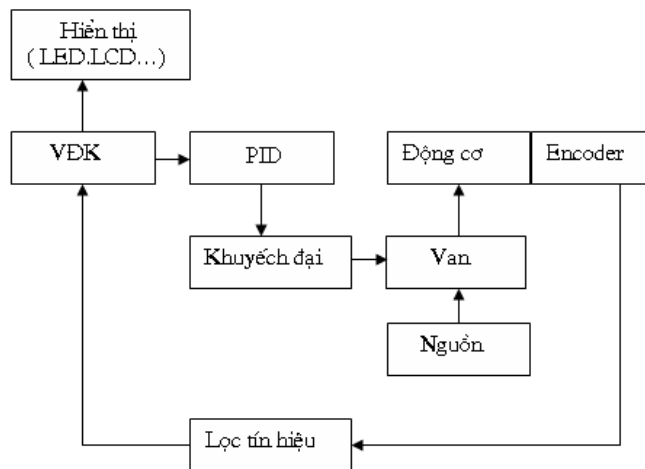 Hiển thị
( LED.LCD...)
VĐK
PID
Động cơ
Encoder
Khuyếch đại
Van
Nguồn
Lọc tín hiệu